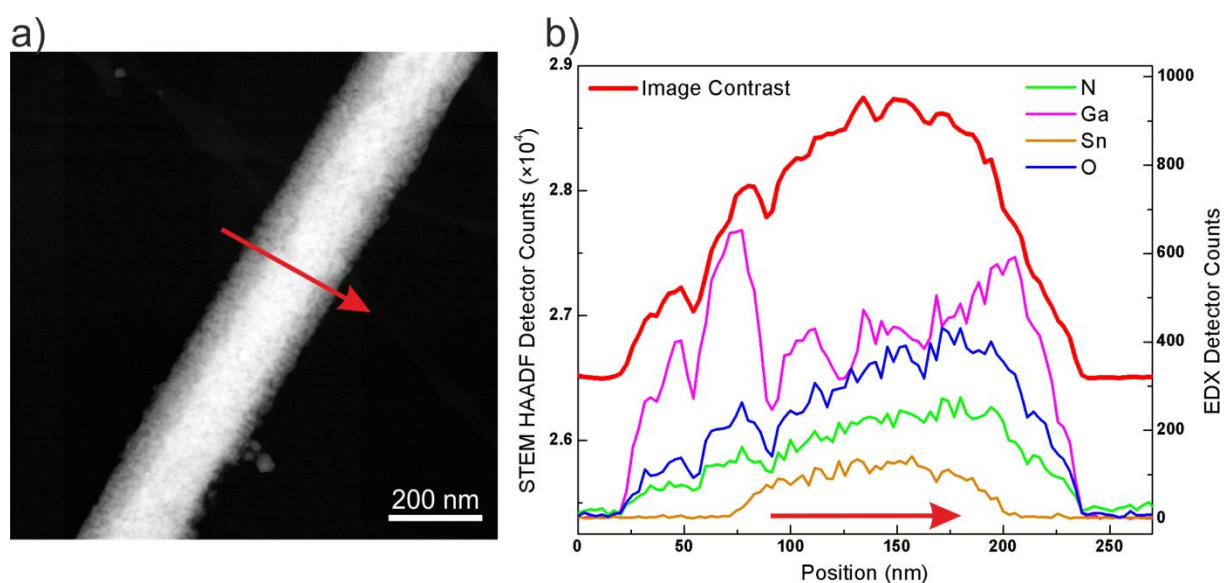 a)
200 nm
b)
Image Contrast
N
Ga
Sn
O
STEM HAADF Detector Counts (×10⁴)
2.9
2.8
2.7
2.6
1000
800
600
400
200
0
EDX Detector Counts
0 50 100 150 200 250
Position (nm)